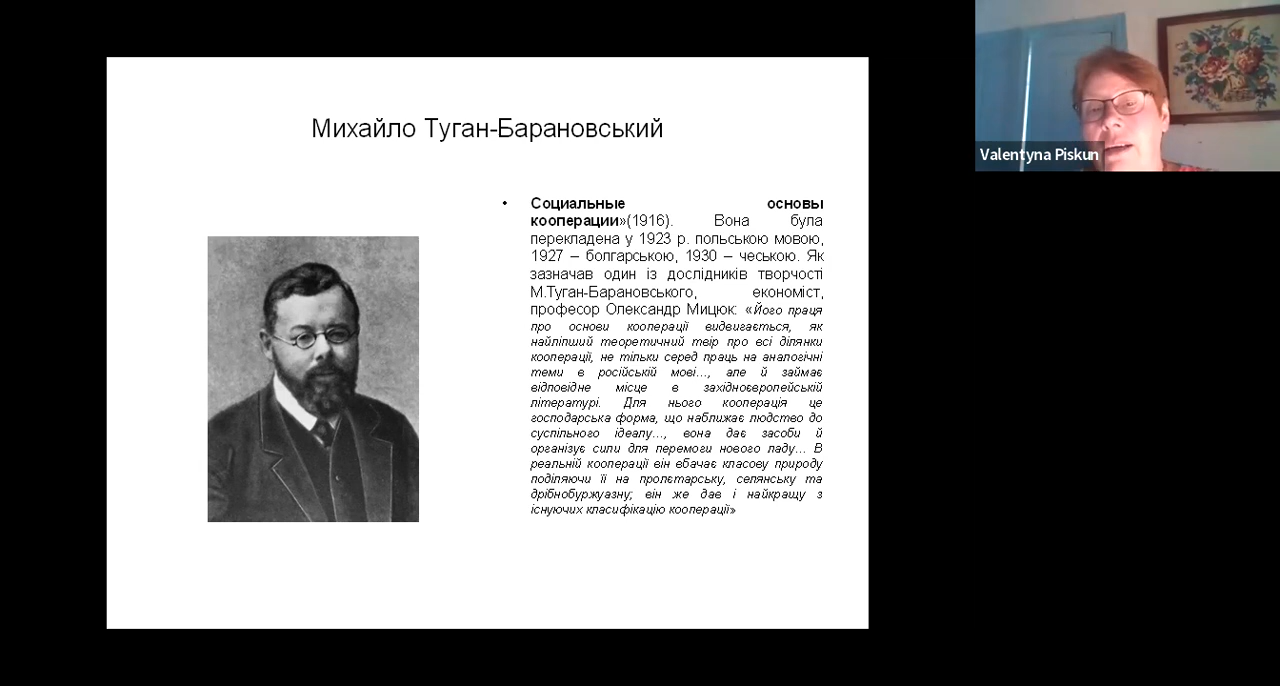 Михайло Туган-Барановський
• Социальные основы
кооперации»(1916). Вона була
перекладена у 1923 р. польською мовою,
1927 – болгарською, 1930 – чеською. Як
зазначав один із дослідників творчості
М.Туган-Барановського, економіст,
професор Олександр Мицюк: «Його праця
про основи кооперації видвигається, як
найліпший теоретичний твір про всі ділянки
кооперації, не тільки серед праць на аналогічні
теми в російській мові…, але й займає
відповідне місце в західноєвропейській
літературі. Для нього кооперація це
господарська форма, що наближає людство до
суспільного ідеалу…, вона дає засоби й
організує сили для перемоги нового ладу… В
реальній кооперації він вбачає класову природу
поділяючи її на пролєтарську, селянську та
дрібнобуржуазну; він же дав і найкращу з
існуючих класифікацію кооперації»
Valentyna Piskun